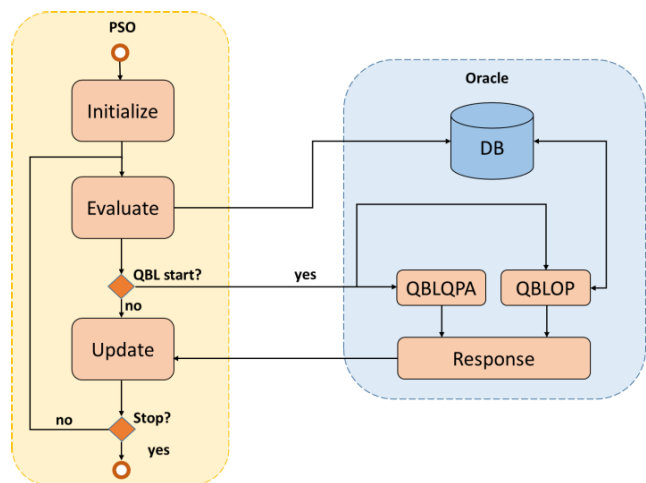 PSO
Initialize
Evaluate
QBL start?
yes
no
Update
Stop?
no
yes
Oracle
DB
QBLQPA
QBLOP
Response